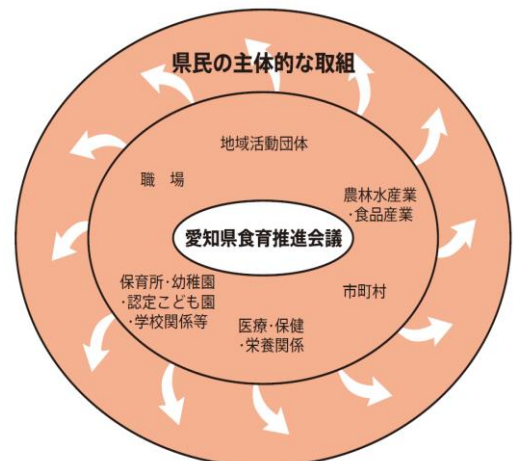 県民の主体的な取組
地域活動団体
職　場
農林水産業
・食品産業
愛知県食育推進会議
保育所・幼稚園
・認定こども園
・学校関係等
市町村
医療・保健
・栄養関係